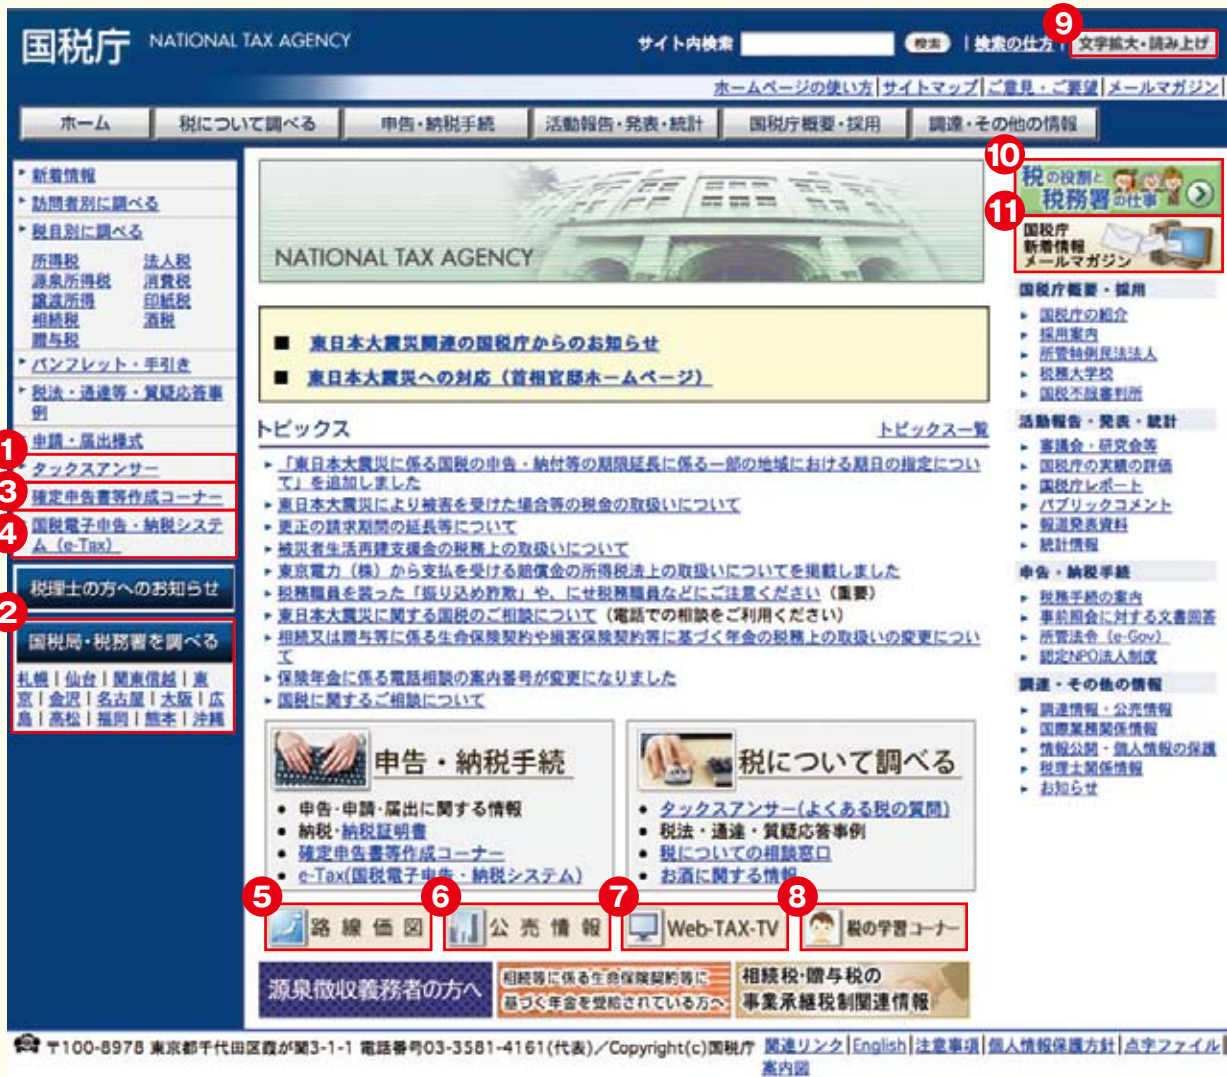 国税庁 NATIONAL TAX AGENCY
サイト内検索 検索 | 検索の仕方 | 文字拡大・読み上げ
9
ホームページの使い方|サイトマップ|ご意見・ご要望|メールマガジン|
ホーム 税について調べる 申告・納税手続 活動報告・発表・統計 国税庁概要・採用 調達・その他の情報
新着情報
訪問者別に調べる
税目別に調べる
所得税 法人税
源泉所得税 消費税
譲渡所得 印紙税
相続税 酒税
贈与税
パンフレット・手引き
税法・通達等・質疑応答事
例
申請・届出様式
1
タックスアンサー
3
確定申告書等作成コーナー
4
国税電子申告・納税システ
ム(e-Tax)
税理士の方へのお知らせ
2
国税局・税務署を調べる
札幌|仙台|関東信越|東
京|金沢|名古屋|大阪|広
島|高松|福岡|熊本|沖縄
NATIONAL TAX AGENCY
■ 東日本大震災関連の国税庁からのお知らせ
■ 東日本大震災への対応(首相官邸ホームページ)
トピックス トピックス一覧
「東日本大震災に係る国税の申告・納付等の期限延長に係る一部の地域における期日の指定につい
て」を追加しました
東日本大震災により被害を受けた場合等の税金の取扱いについて
更正の請求期間の延長等について
被災者生活再建支援金の税務上の取扱いについて
東京電力(株)から支払を受ける賠償金の所得税法上の取扱いについてを掲載しました
税務職員を装った「振り込め詐欺」や、にせ税務職員などにご注意ください(重要)
東日本大震災に関する国税のご相談について(電話での相談をご利用ください)
相続又は贈与等に係る生命保険契約や損害保険契約等に基づく年金の税務上の取扱いの変更につい
て
保険年金に係る電話相談の案内番号が変更になりました
国税に関するご相談について
申告・納税手続
● 申告・申請・届出に関する情報
● 納税・納税証明書
● 確定申告書等作成コーナー
● e-Tax(国税電子申告・納税システム)
税について調べる
● タックスアンサー(よくある税の質問)
● 税法・通達・質疑応答事例
● 税についての相談窓口
● お酒に関する情報
5 路線価図
6 公売情報
7 Web-TAX-TV
8 税の学習コーナー
源泉徴収義務者の方へ
相続等に係る生命保険契約等に
基づく年金を受給されている方へ
相続税・贈与税の
事業承継税制関連情報
10
税の役割と
税務署の仕事
11
国税庁
新着情報
メールマガジン
国税庁概要・採用
国税庁の紹介
採用案内
所管特例民法法人
税務大学校
国税不服審判所
活動報告・発表・統計
審議会・研究会等
国税庁の実績の評価
国税庁レポート
パブリックコメント
報道発表資料
統計情報
申告・納税手続
税務手続の案内
事前照会に対する文書回答
所管法令(e-Gov)
認定NPO法人制度
調達・その他の情報
調達情報・公売情報
国際業務関係情報
情報公開・個人情報の保護
税理士関係情報
お知らせ
〒100-8978 東京都千代田区霞が関3-1-1 電話番号03-3581-4161(代表)/Copyright(c)国税庁 関連リンク|English|注意事項|個人情報保護方針|点字ファイル|
案内図